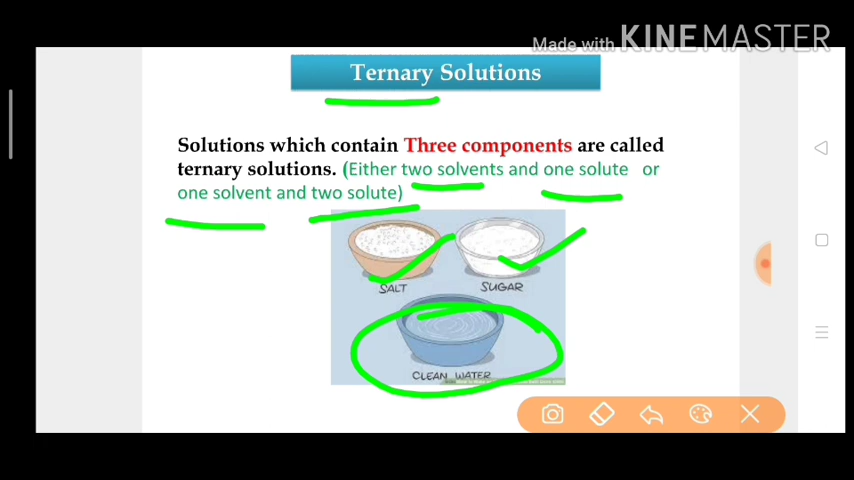 Made with KINEMASTER
Ternary Solutions
Solutions which contain Three components are called
ternary solutions. (Either two solvents and one solute or
one solvent and two solute)
SALT
SUGAR
CLEAN WATER